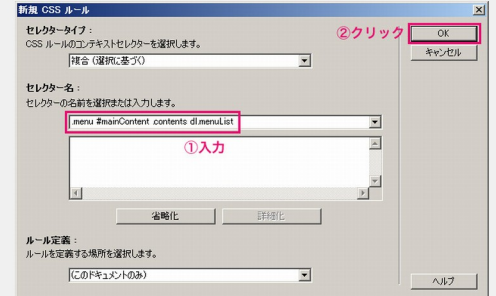 新規 CSS ルール
セレクタータイプ：
CSS ルールのコンテキストセレクターを選択します。
複合 (選択に基づく)
②クリック
OK
キャンセル
セレクター名：
セレクターの名前を選択または入力します。
.menu #mainContent .contents dl.menuList
①入力
省略化
詳細化
ルール定義：
ルールを定義する場所を選択します。
(このドキュメントのみ)
ヘルプ